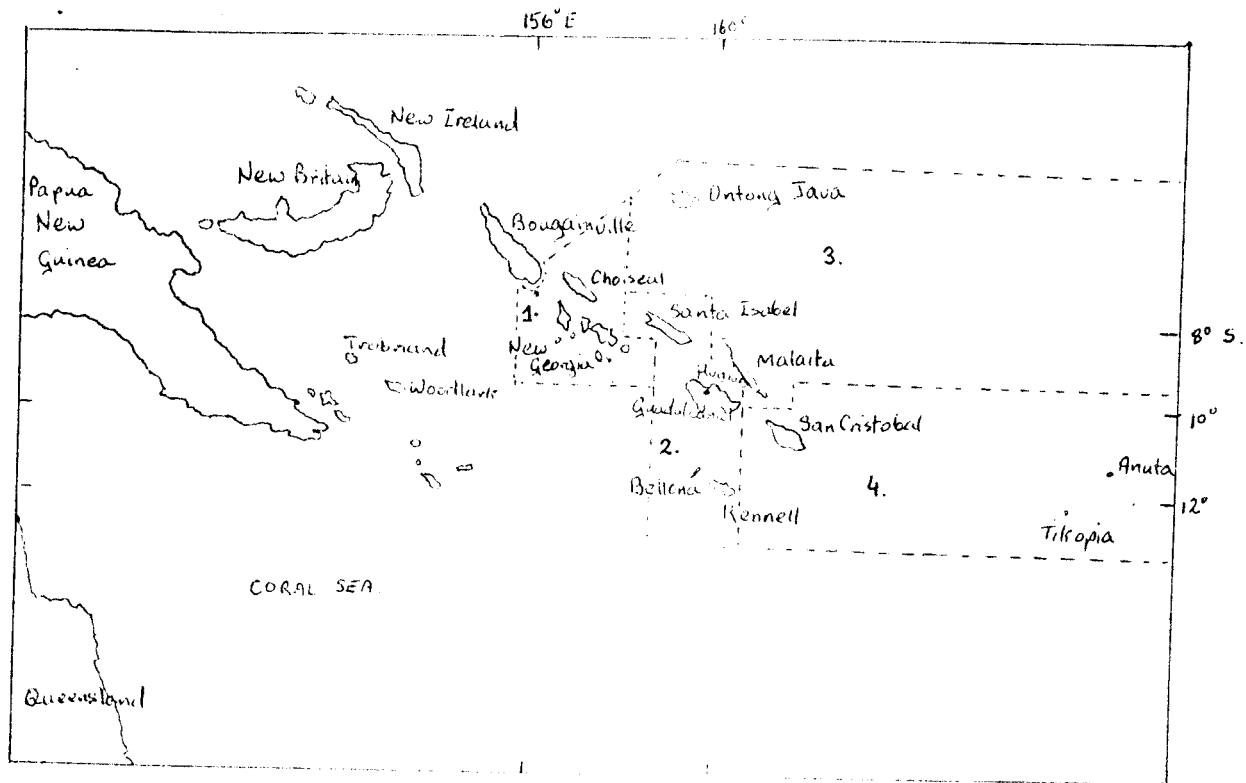 156° E
160°
New Ireland
New Britain
Papua
New
Guinea
Bougainville
Ontong Java
3.
Choiseul
1.
Santa Isabel
8° S.
New
Georgia
Trobriand
Woodlark
Malaita
Guadalcanal
10°
San Cristobal
2.
Anuta
4.
Bellona
Rennell
12°
Tikopia
CORAL SEA.
Queensland